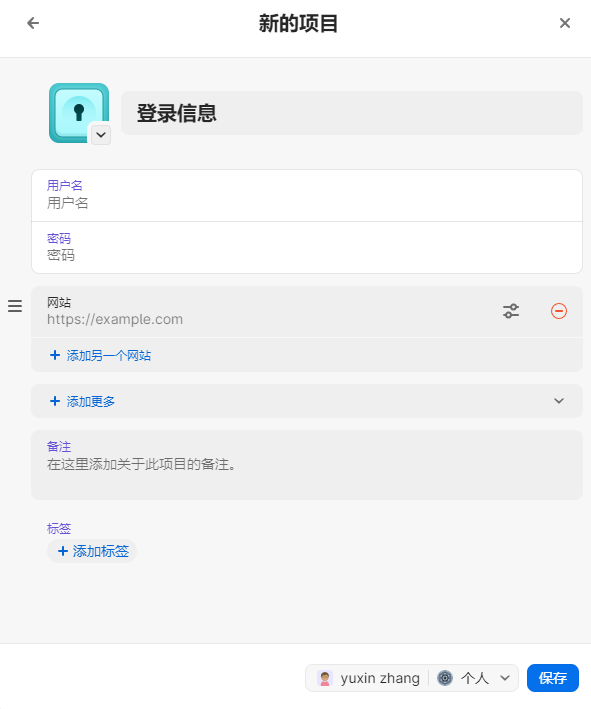 新的项目
登录信息
用户名
用户名
密码
密码
网站
https://example.com
添加另一个网站
添加更多
备注
在这里添加关于此项目的备注。
标签
添加标签
yuxin zhang 个人 保存